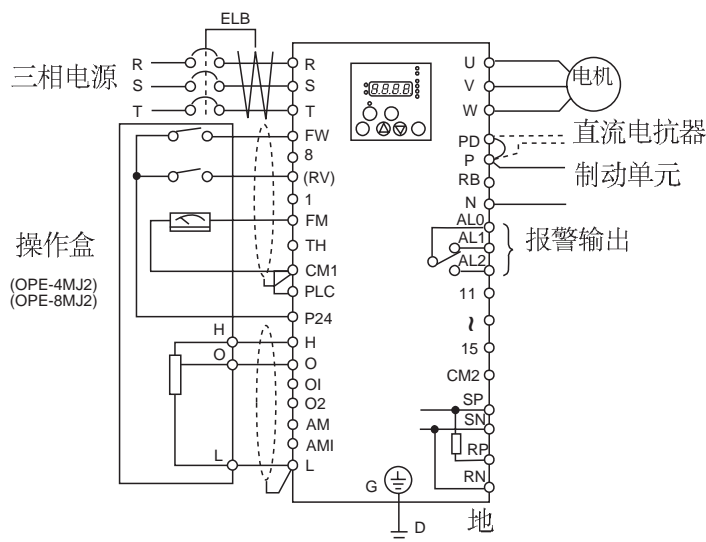 ELB
三相电源
R
S
T
R
S
T
8.8.8.8
U
V
W
电机
PD
P
RB
N
直流电抗器
制动单元
FW
8
(RV)
1
FM
TH
CM1
PLC
P24
AL0
AL1
AL2
报警输出
操作盒
(OPE-4MJ2)
(OPE-8MJ2)
11
~
15
CM2
H
O
L
H
O
OI
O2
AM
AMI
L
SP
SN
RP
RN
G
D
地